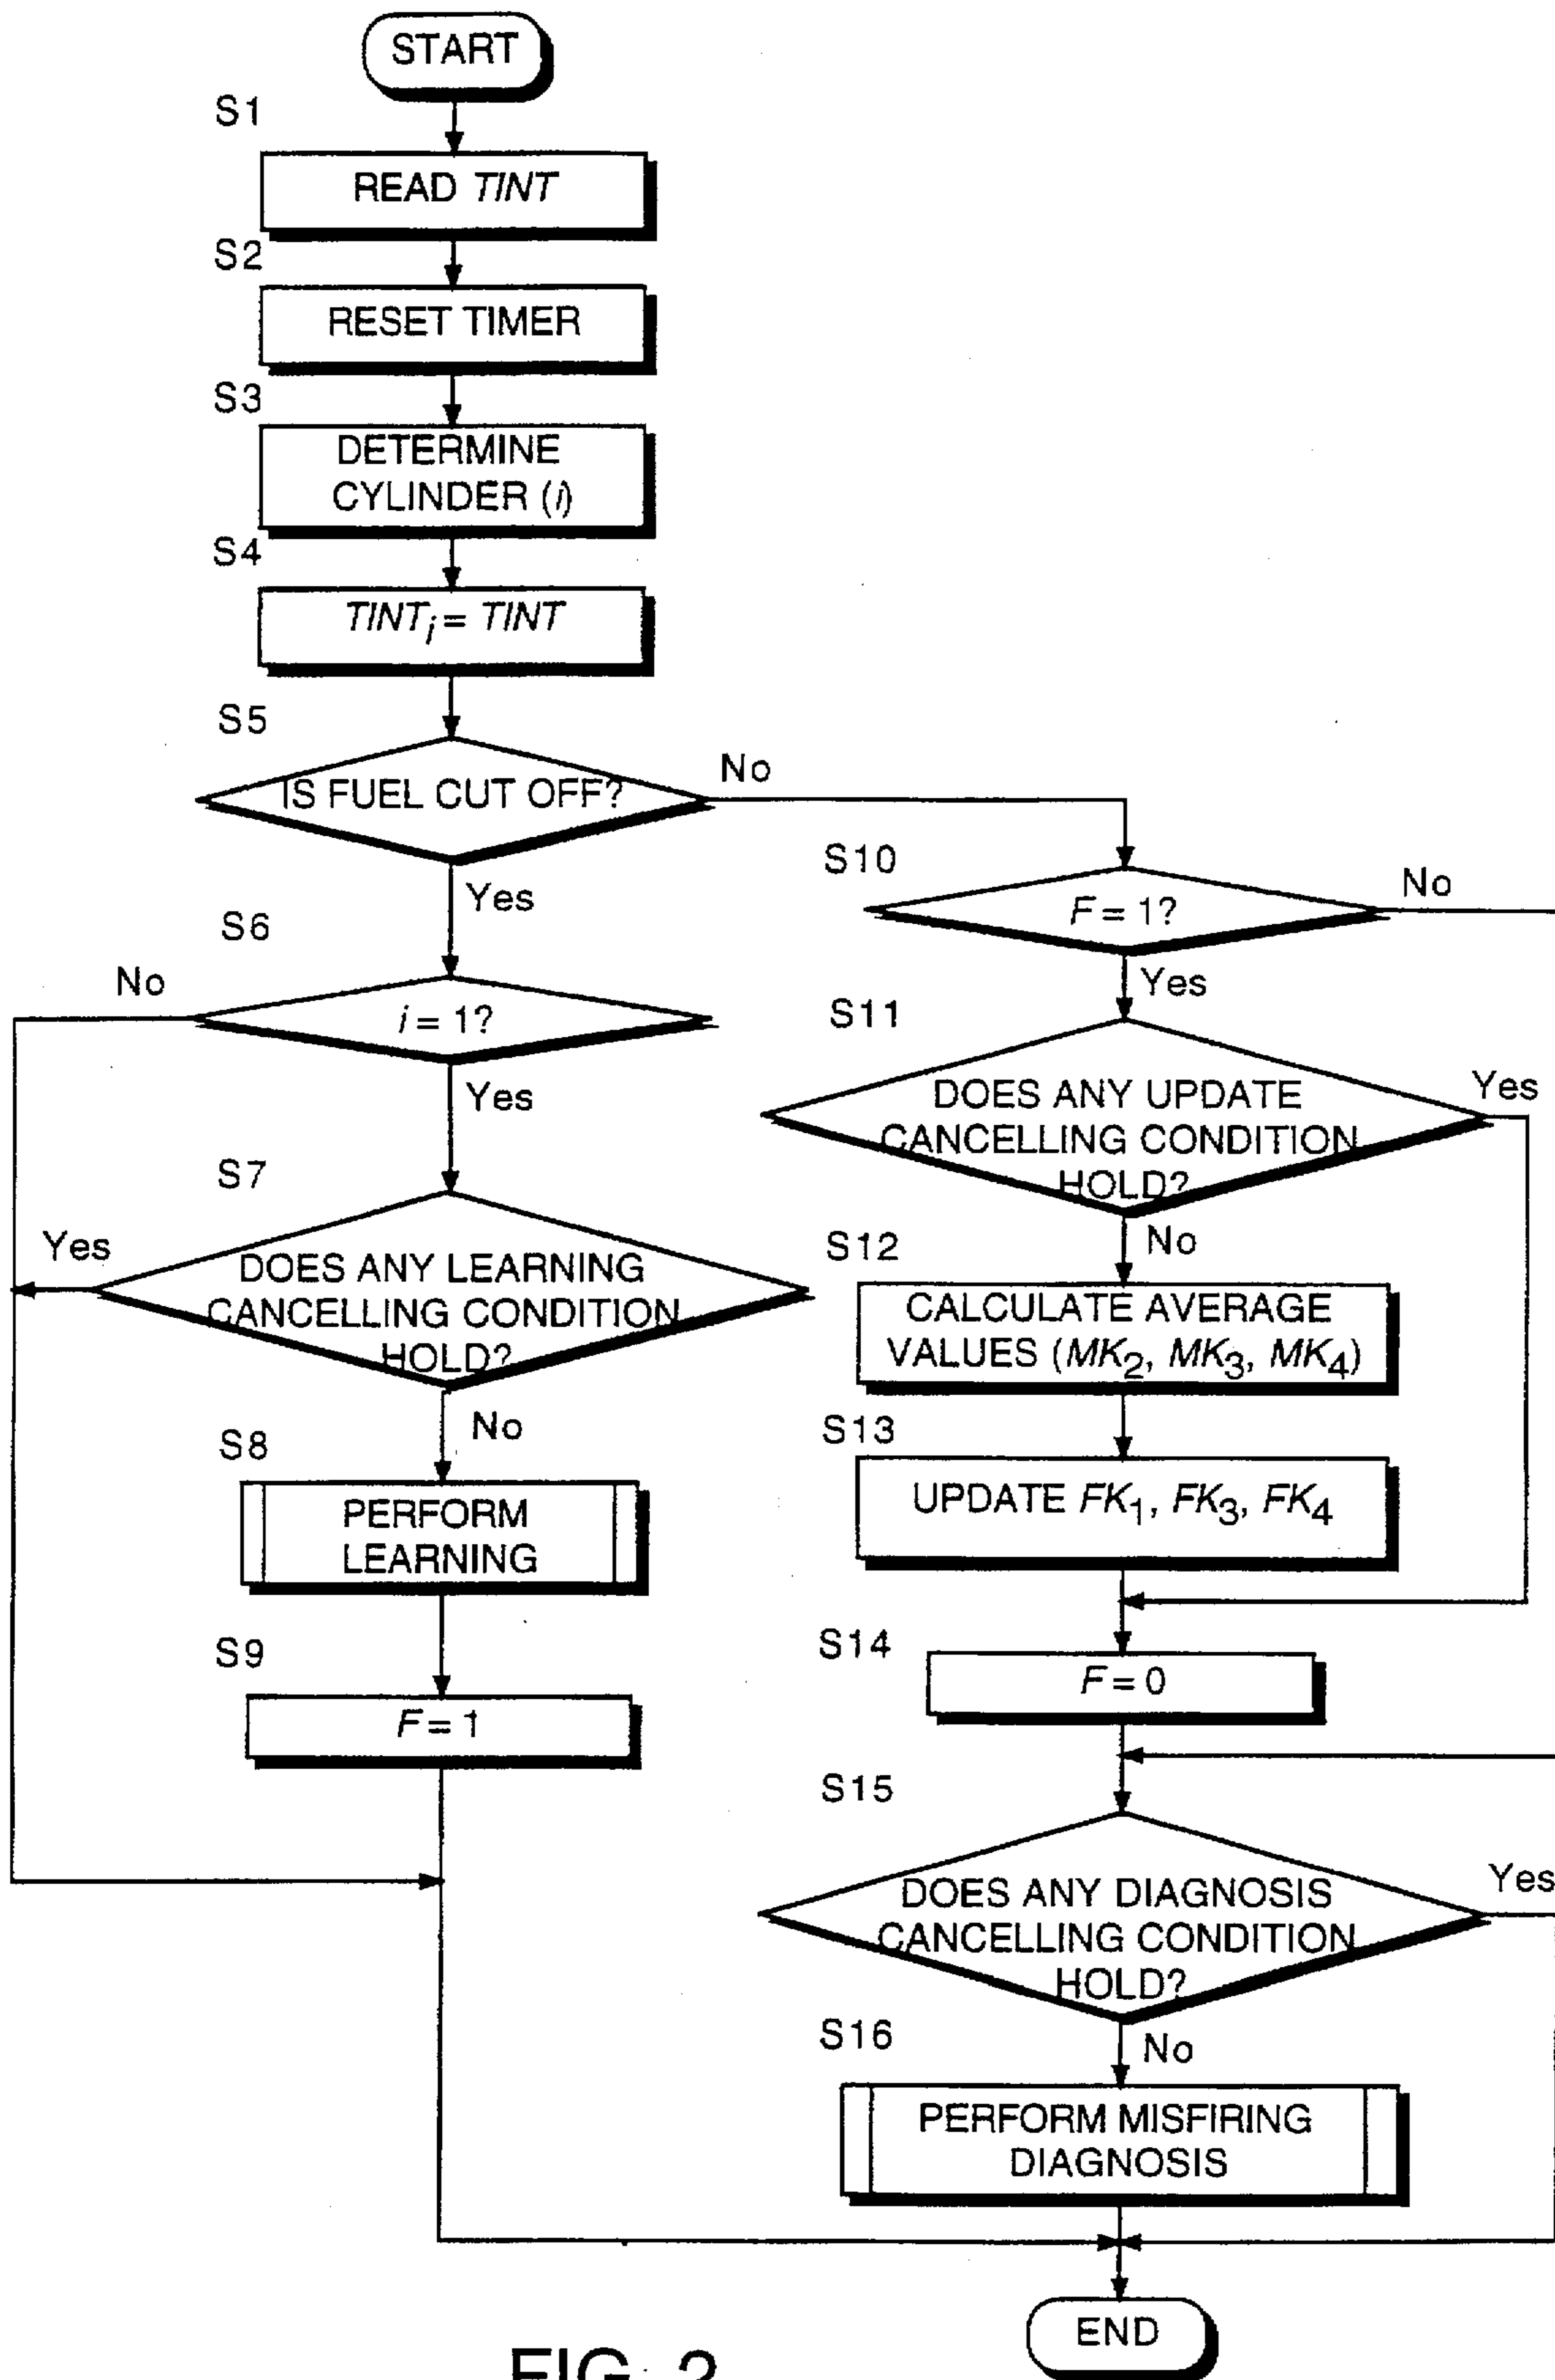 START
S1
READ TINT
S2
RESET TIMER
S3
DETERMINE
CYLINDER (i)
S4
TINTi = TINT
S5
IS FUEL CUT OFF?
No
Yes
S6
No
i = 1?
Yes
S7
Yes
DOES ANY LEARNING
CANCELLING CONDITION
HOLD?
No
S8
PERFORM
LEARNING
S9
F = 1
S10
F = 1?
No
Yes
S11
DOES ANY UPDATE
CANCELLING CONDITION
HOLD?
Yes
No
S12
CALCULATE AVERAGE
VALUES (MK2, MK3, MK4)
S13
UPDATE FK1, FK3, FK4
S14
F = 0
S15
DOES ANY DIAGNOSIS
CANCELLING CONDITION
HOLD?
Yes
No
S16
PERFORM MISFIRING
DIAGNOSIS
END
FIG. 2